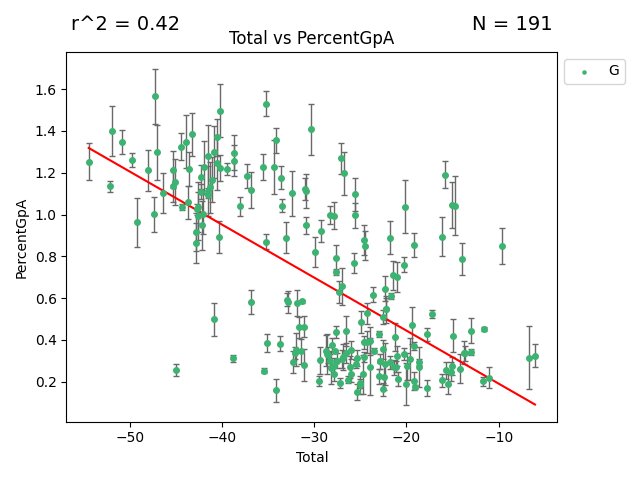 r^2 = 0.42 N = 191
Total vs PercentGpA
G
1.6
1.4
1.2
1.0
0.8
0.6
0.4
0.2
PercentGpA
−50 −40 −30 −20 −10
Total